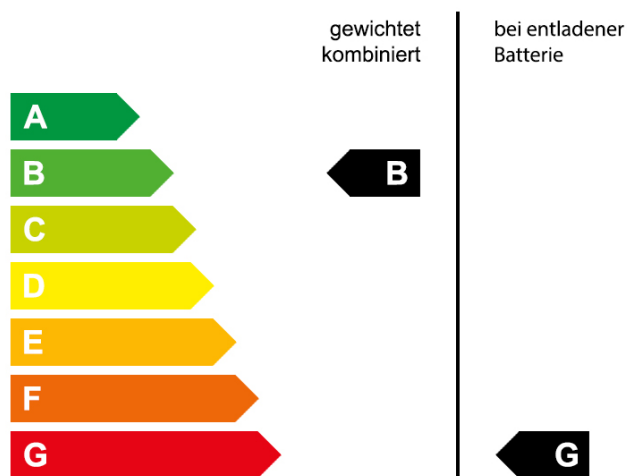 gewichtet
kombiniert
bei entladener
Batterie
A
B
B
C
D
E
F
G
G